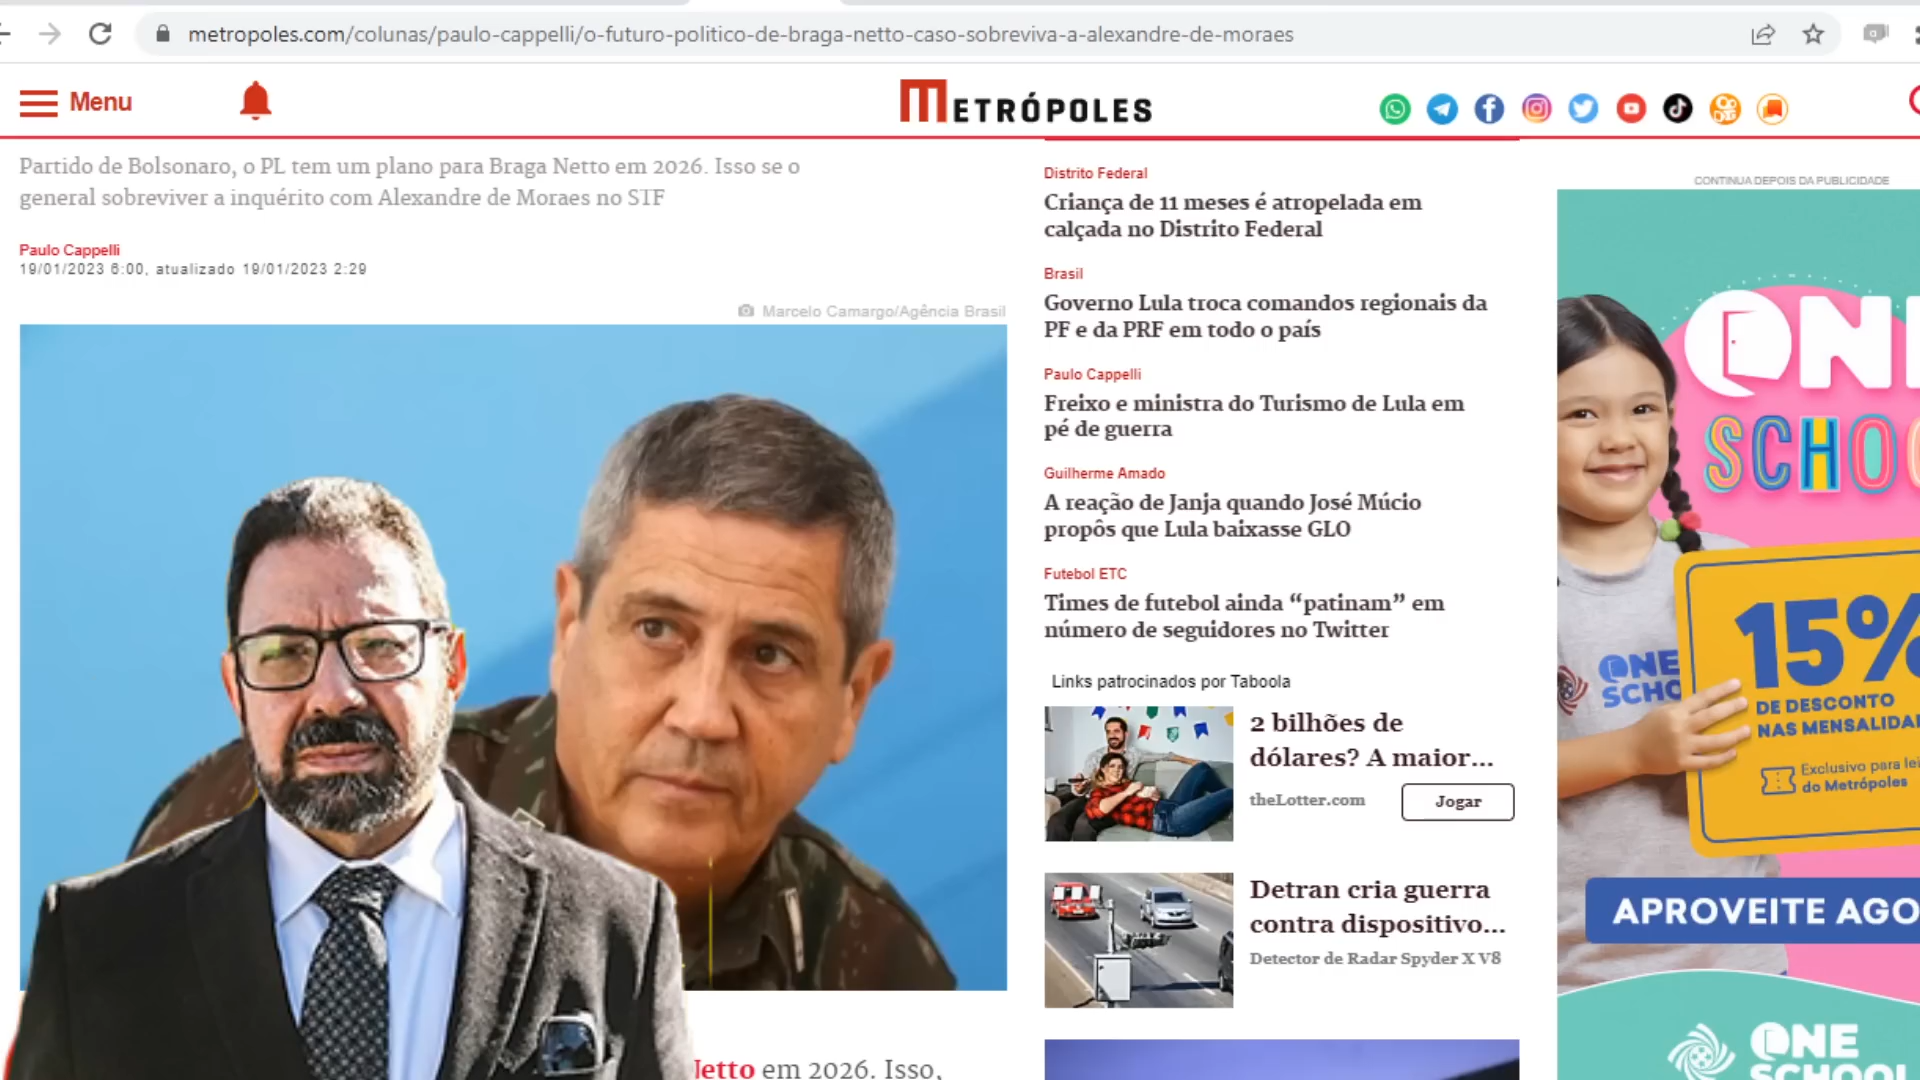 metropoles.com/colunas/paulo-cappelli/o-futuro-politico-de-braga-netto-caso-sobreviva-a-alexandre-de-moraes
Menu
METRÓPOLES
Partido de Bolsonaro, o PL tem um plano para Braga Netto em 2026. Isso se o
general sobreviver a inquérito com Alexandre de Moraes no STF
Paulo Cappelli
19/01/2023 6:00, atualizado 19/01/2023 2:29
Marcelo Camargo/Agência Brasil
Netto em 2026. Isso,
Distrito Federal
Criança de 11 meses é atropelada em
calçada no Distrito Federal
Brasil
Governo Lula troca comandos regionais da
PF e da PRF em todo o país
Paulo Cappelli
Freixo e ministra do Turismo de Lula em
pé de guerra
Guilherme Amado
A reação de Janja quando José Múcio
propôs que Lula baixasse GLO
Futebol ETC
Times de futebol ainda “patinam” em
número de seguidores no Twitter
Links patrocinados por Taboola
2 bilhões de
dólares? A maior...
theLotter.com
Jogar
Detran cria guerra
contra dispositivo...
Detector de Radar Spyder X V8
CONTINUA DEPOIS DA PUBLICIDADE
ON
SCHO
ONE
SCHO
15%
DE DESCONTO
NAS MENSALIDA
Exclusivo para lei
do Metrópoles
APROVEITE AGO
ONE
SCHOOL